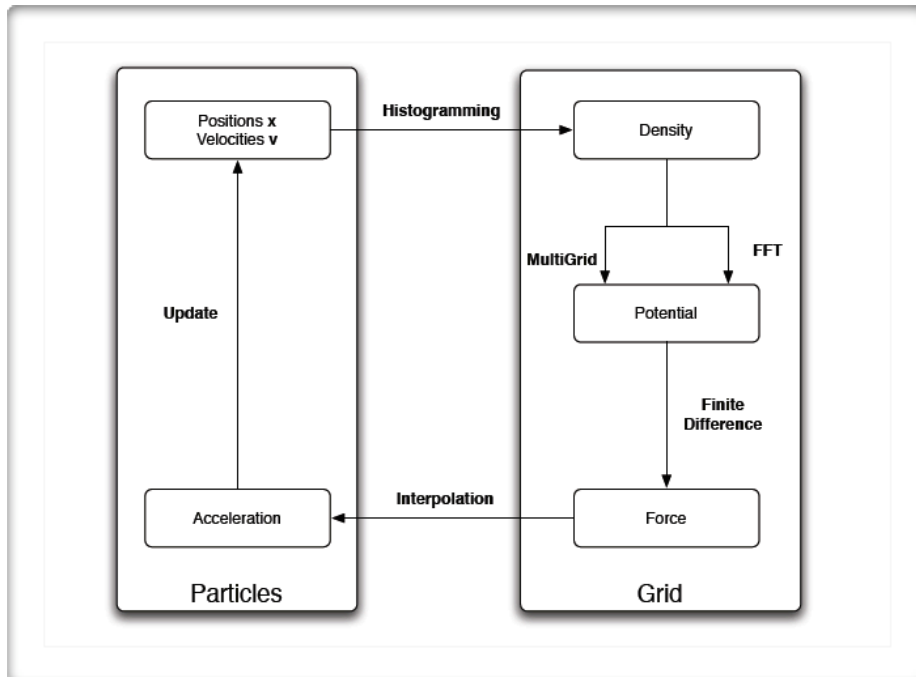 Positions x
Velocities v
Histogramming
Density
MultiGrid
FFT
Update
Potential
Finite
Difference
Interpolation
Acceleration
Force
Particles
Grid